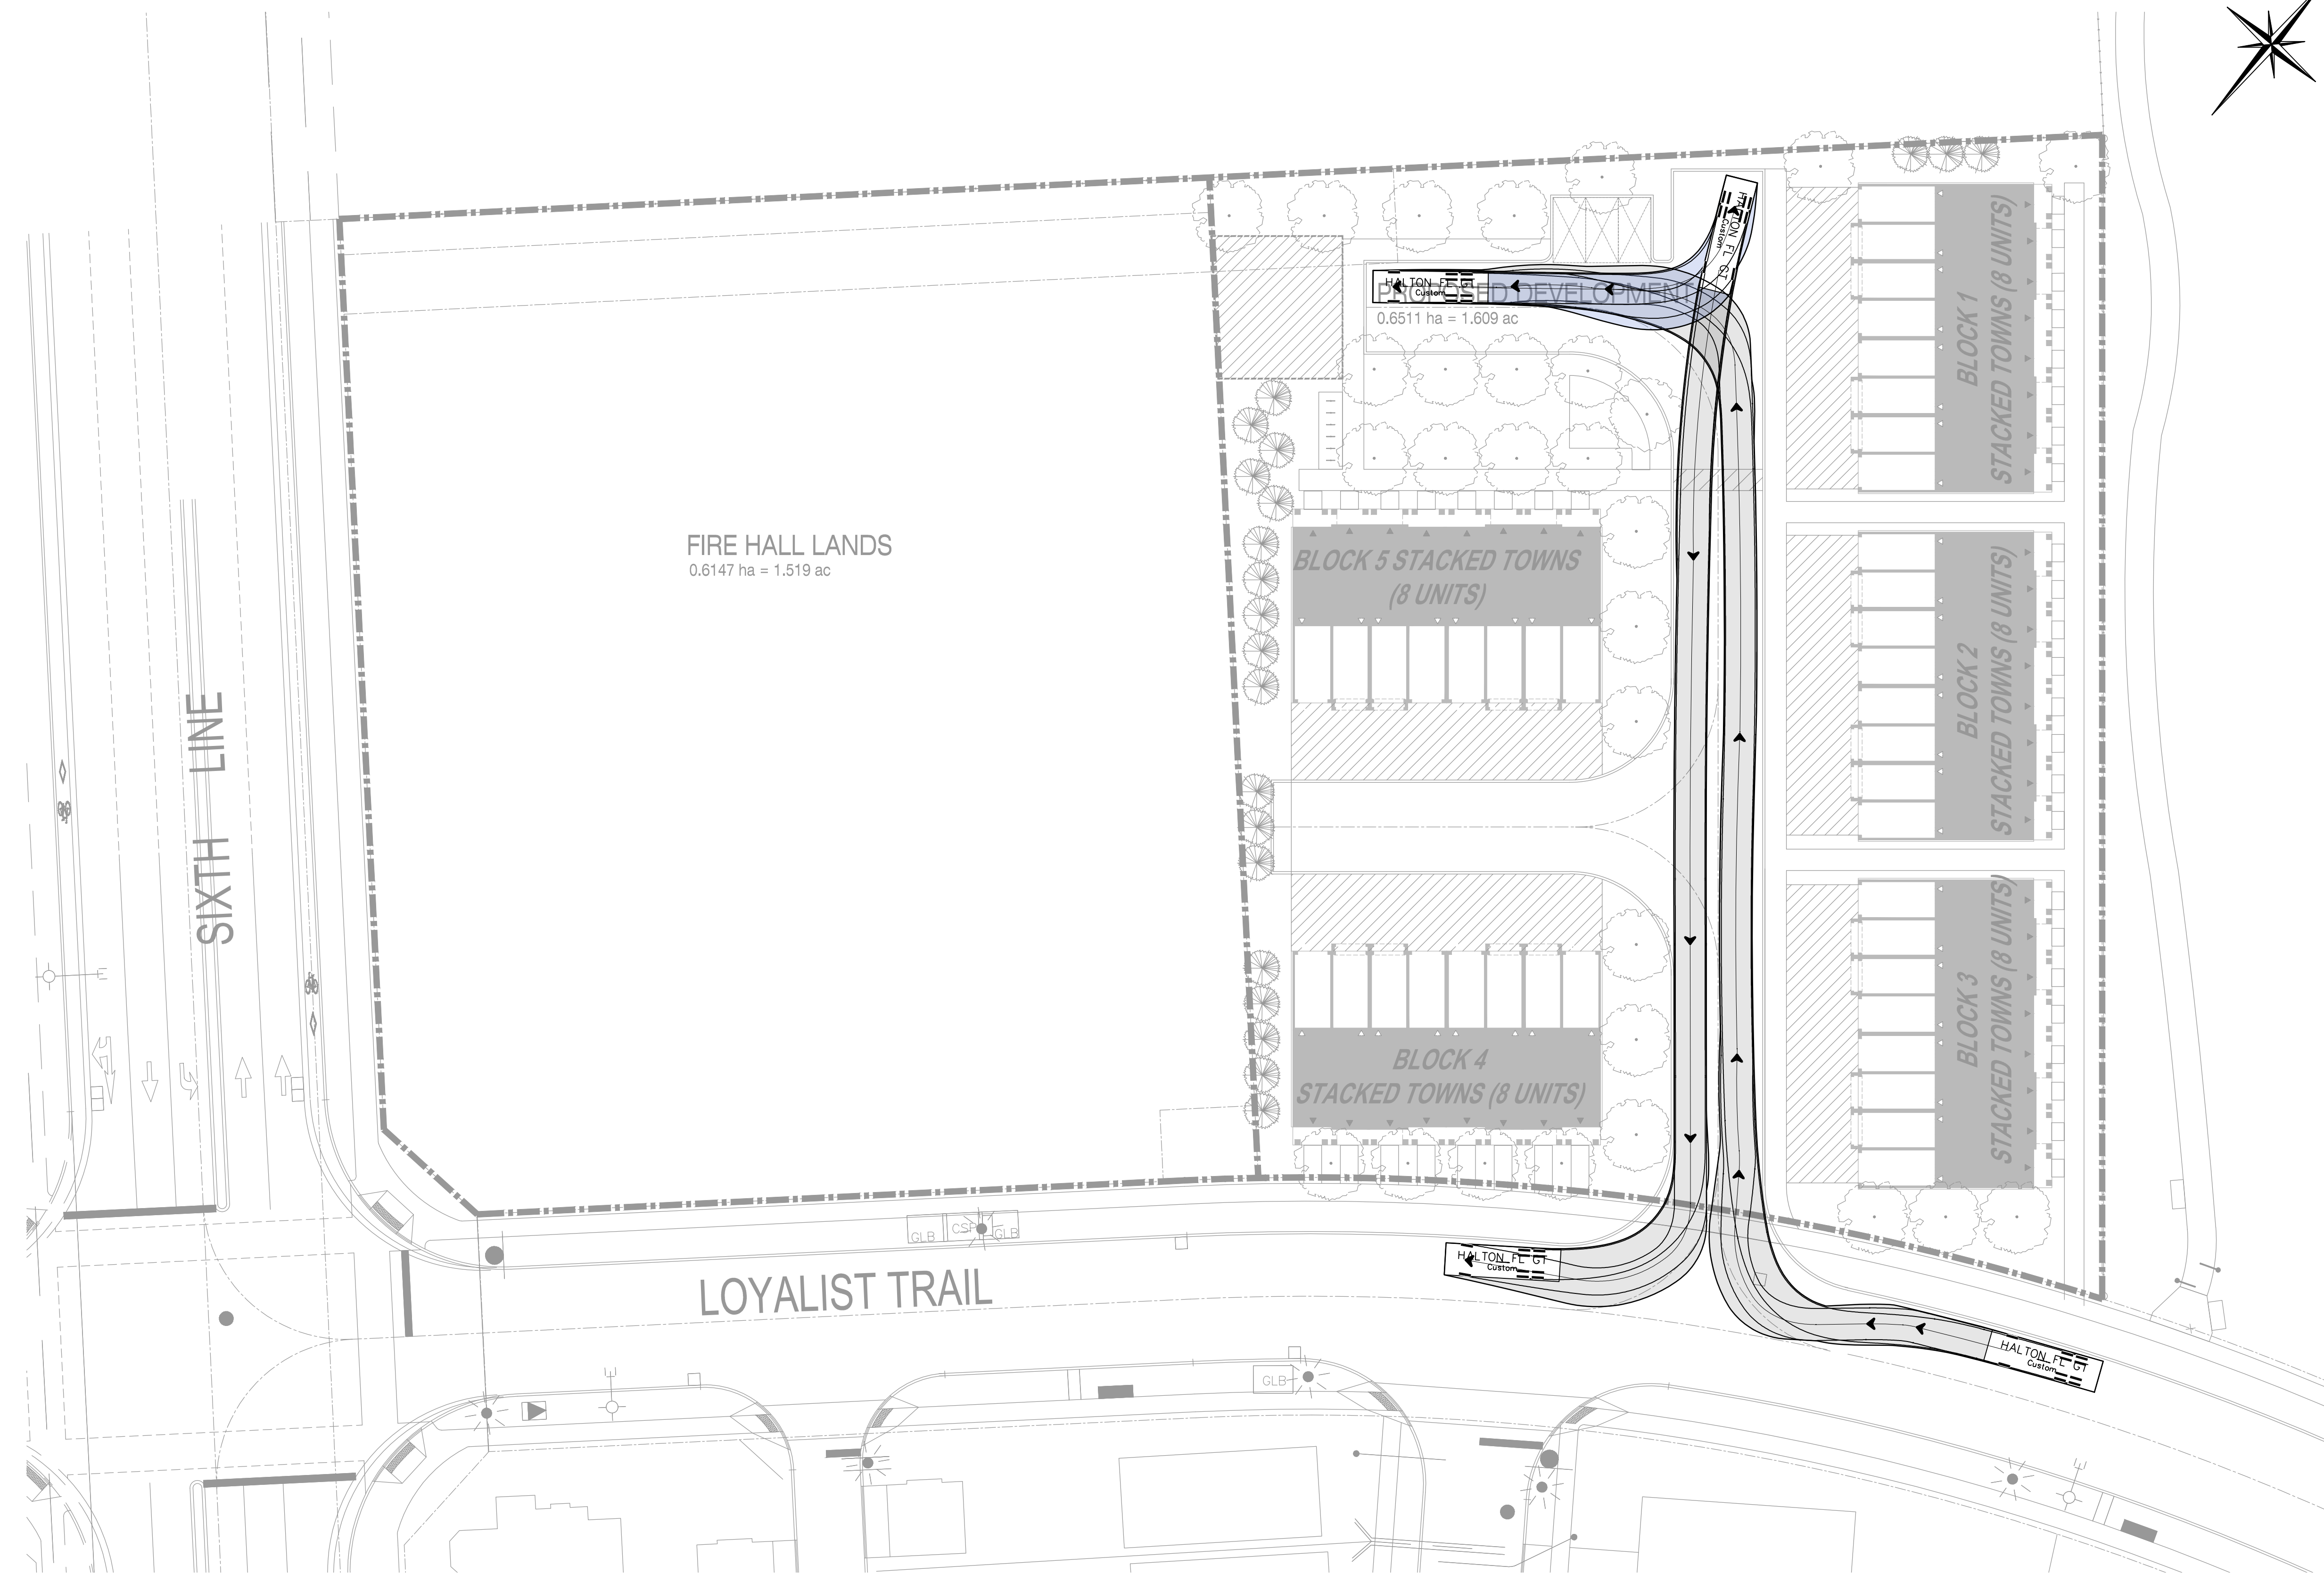 HALTON FL GT
Custom
HALTON FL GT
Custom
PROPOSED DEVELOPMENT
0.6511 ha = 1.609 ac
BLOCK 1
STACKED TOWNS (8 UNITS)
FIRE HALL LANDS
0.6147 ha = 1.519 ac
BLOCK 5 STACKED TOWNS
(8 UNITS)
BLOCK 2
STACKED TOWNS (8 UNITS)
SIXTH LINE
BLOCK 4
STACKED TOWNS (8 UNITS)
BLOCK 3
STACKED TOWNS (8 UNITS)
GLB
CSP
GLB
HALTON FL GT
Custom
LOYALIST TRAIL
HALTON FL GT
Custom
GLB